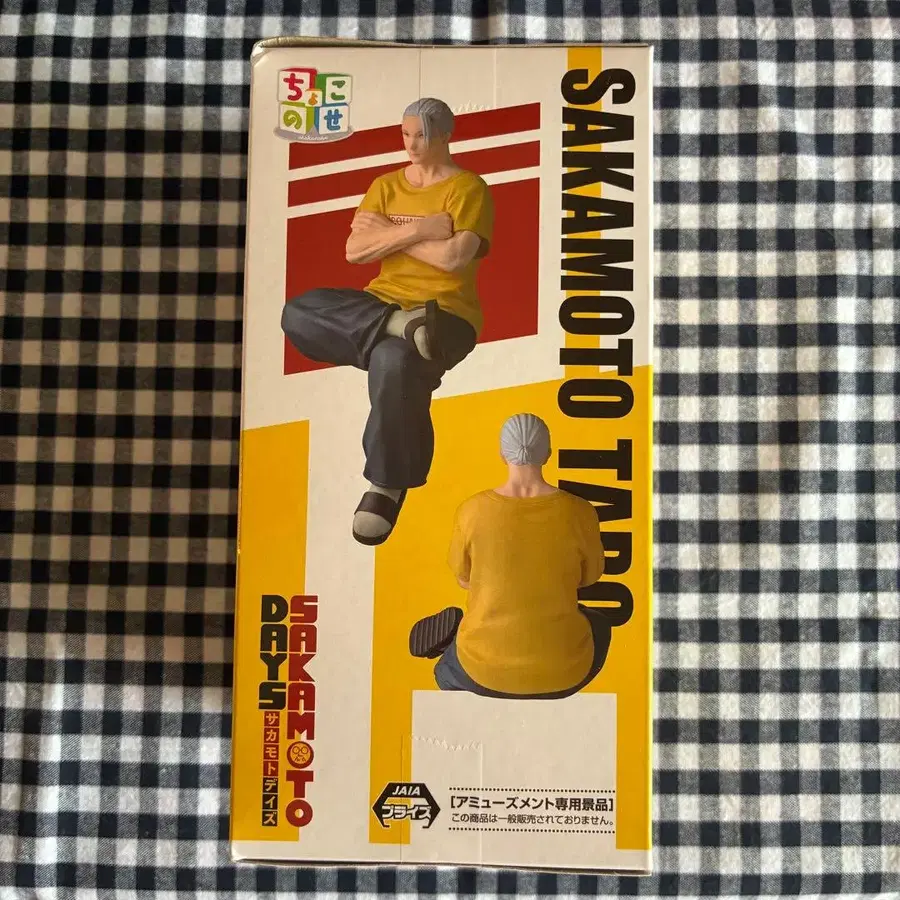 ちょこ
のせ
SAKAMOTO TARO
SAKAMOTO
DAYS
サカモトデイズ
JAIA
プライズ
[アミューズメント専用景品]
この商品は一般販売されておりません。